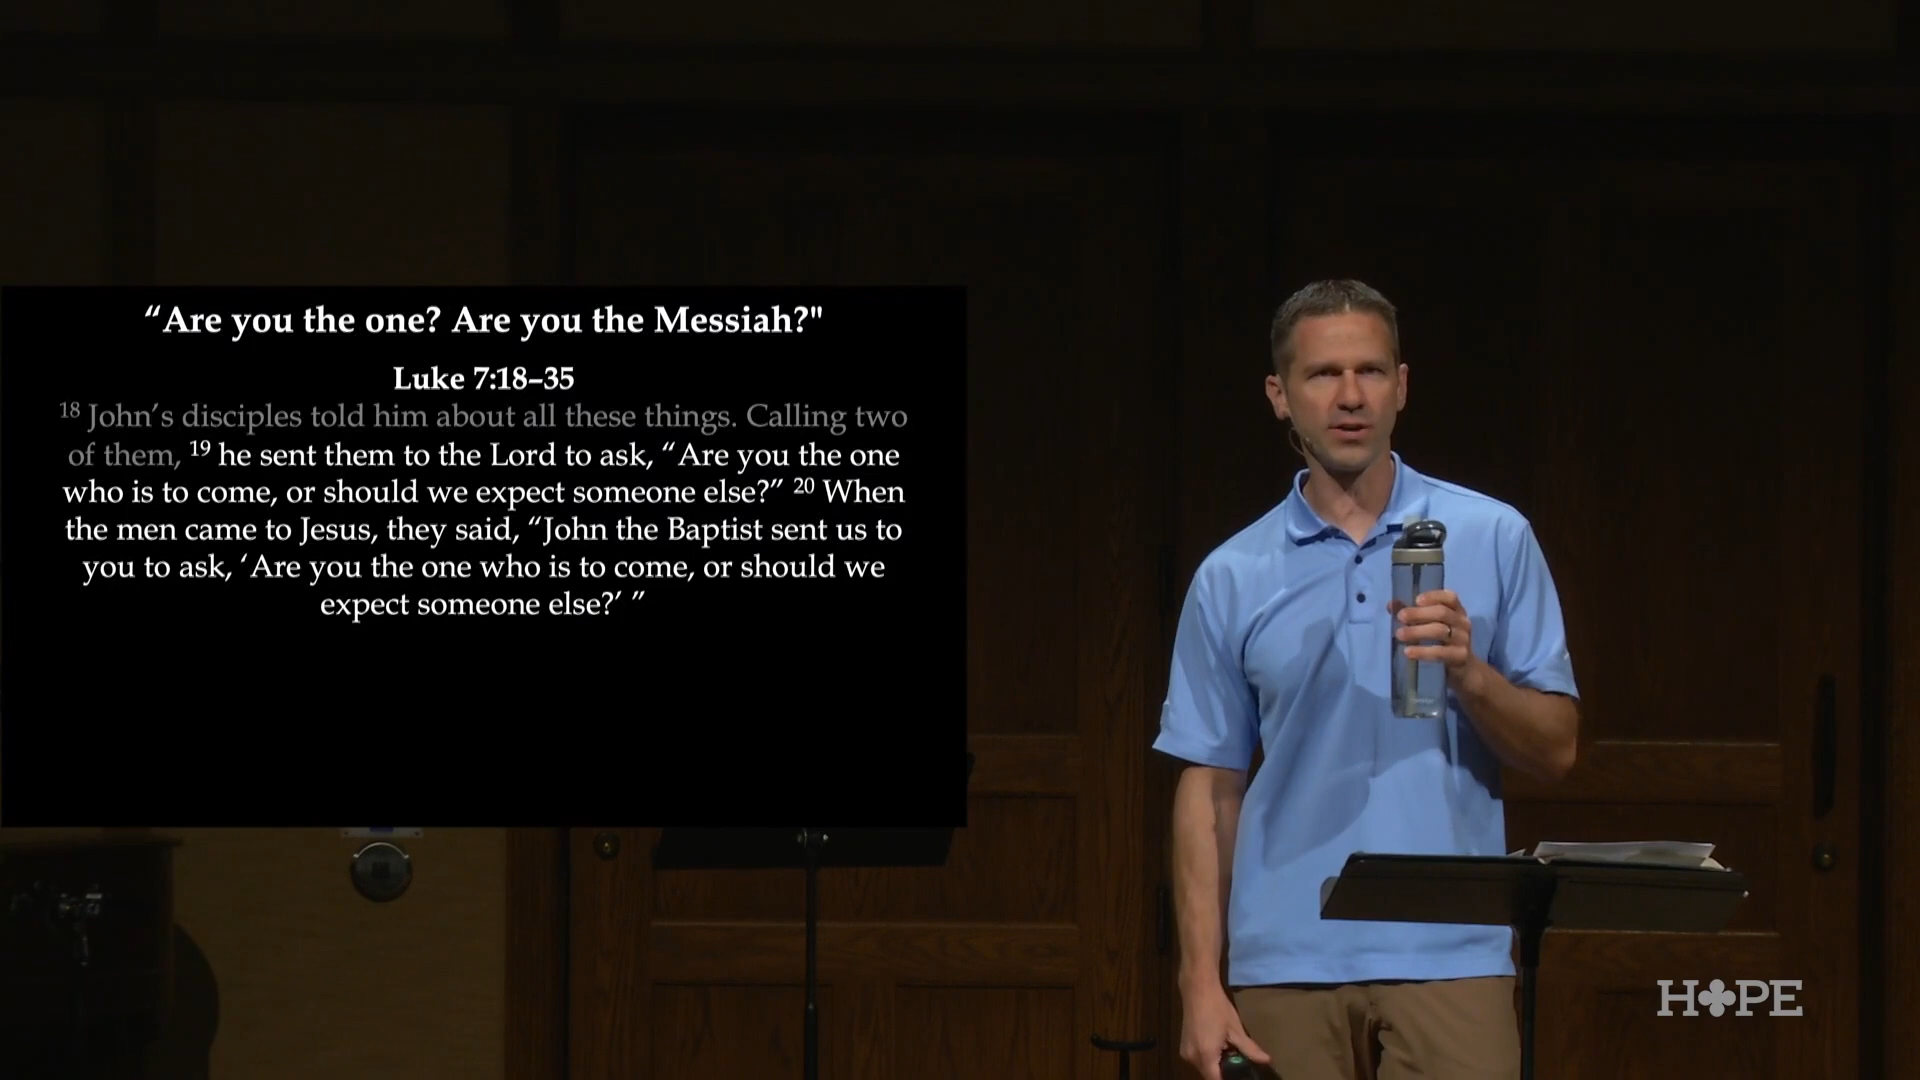 “Are you the one? Are you the Messiah?"
Luke 7:18–35
18 John’s disciples told him about all these things. Calling two
of them, 19 he sent them to the Lord to ask, “Are you the one
who is to come, or should we expect someone else?” 20 When
the men came to Jesus, they said, “John the Baptist sent us to
you to ask, ‘Are you the one who is to come, or should we
expect someone else?’ ”
HOPE